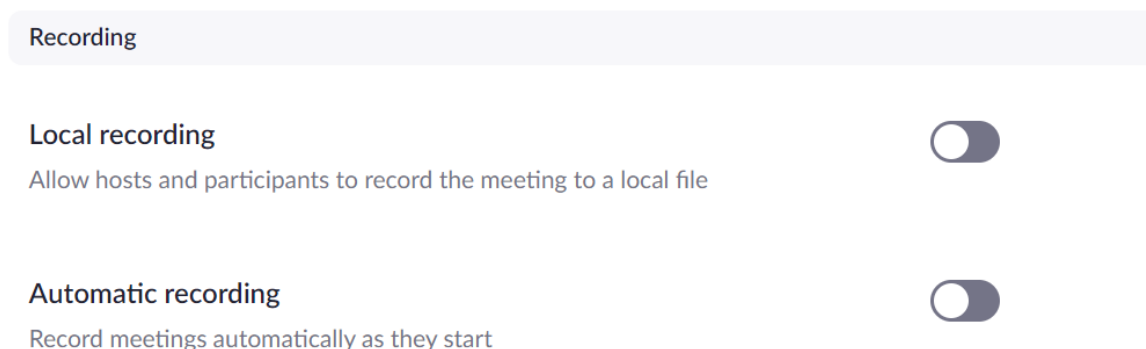 Recording
Local recording
Allow hosts and participants to record the meeting to a local file
Automatic recording
Record meetings automatically as they start